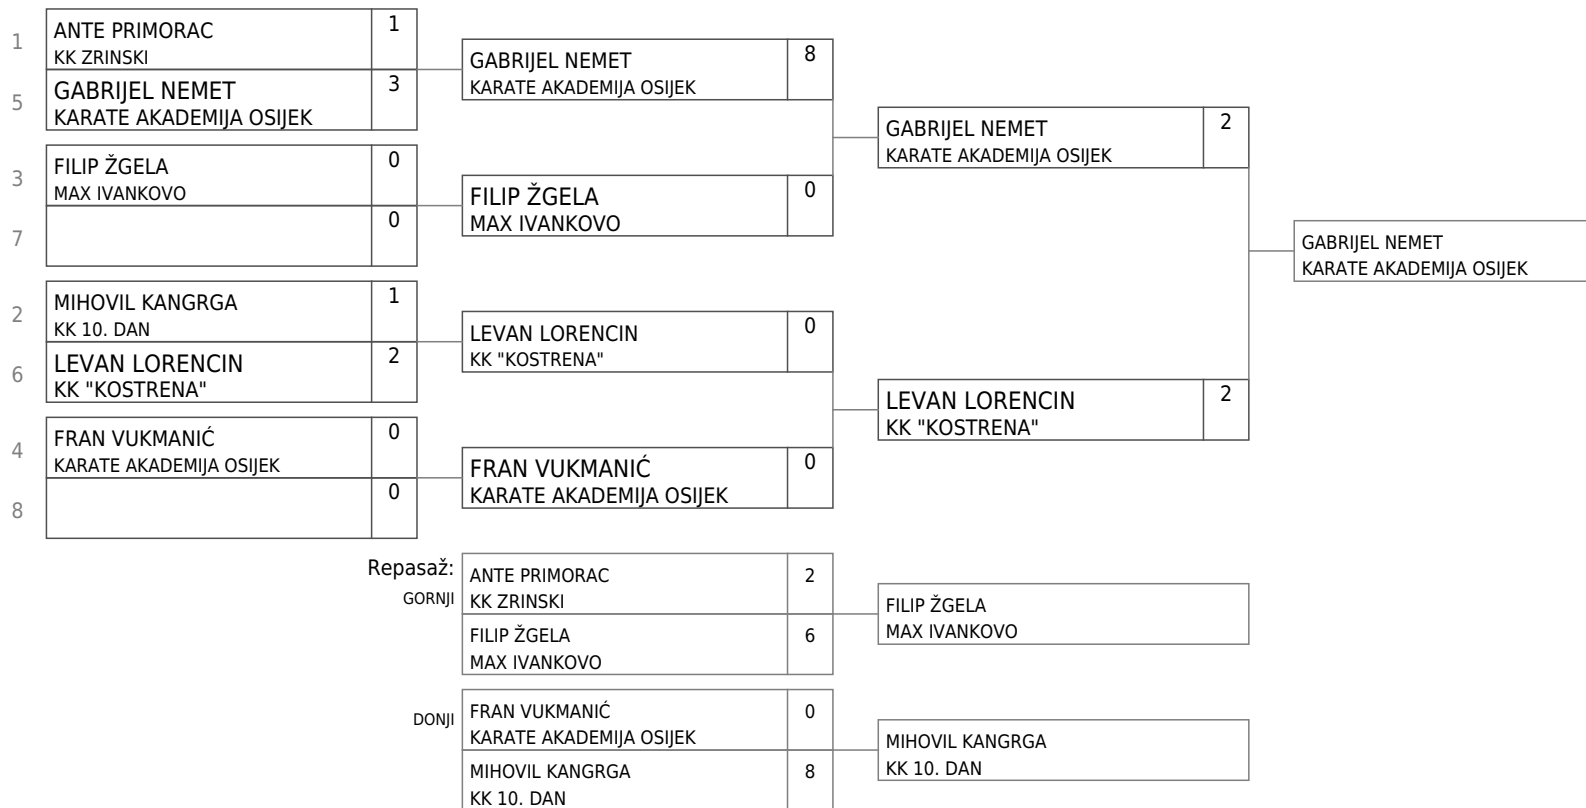 1
ANTE PRIMORAC
KK ZRINSKI
1
5
GABRIJEL NEMET
KARATE AKADEMIJA OSIJEK
3
3
FILIP ŽGELA
MAX IVANKOVO
0
7
0
2
MIHOVIL KANGRGA
KK 10. DAN
1
6
LEVAN LORENCIN
KK "KOSTRENA"
2
4
FRAN VUKMANIĆ
KARATE AKADEMIJA OSIJEK
0
8
0
GABRIJEL NEMET
KARATE AKADEMIJA OSIJEK
8
FILIP ŽGELA
MAX IVANKOVO
0
LEVAN LORENCIN
KK "KOSTRENA"
0
FRAN VUKMANIĆ
KARATE AKADEMIJA OSIJEK
0
GABRIJEL NEMET
KARATE AKADEMIJA OSIJEK
2
LEVAN LORENCIN
KK "KOSTRENA"
2
GABRIJEL NEMET
KARATE AKADEMIJA OSIJEK
Repasaž:
GORNJI
ANTE PRIMORAC
KK ZRINSKI
2
FILIP ŽGELA
MAX IVANKOVO
6
FILIP ŽGELA
MAX IVANKOVO
DONJI
FRAN VUKMANIĆ
KARATE AKADEMIJA OSIJEK
0
MIHOVIL KANGRGA
KK 10. DAN
8
MIHOVIL KANGRGA
KK 10. DAN